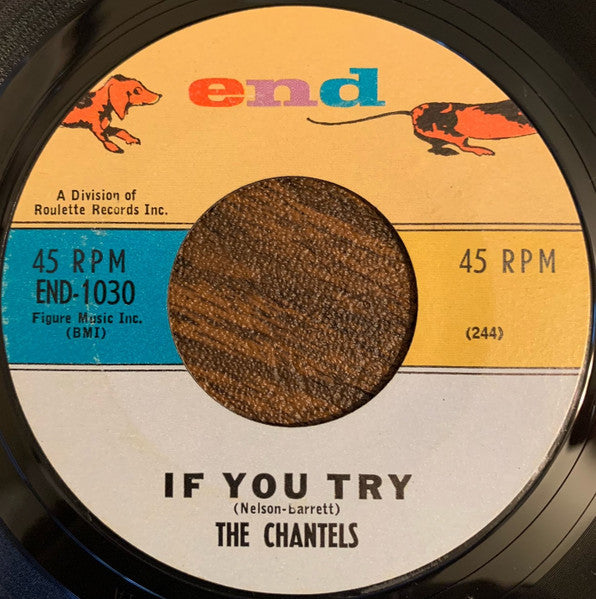 end
A Division of
Roulette Records Inc.
45 RPM
END-1030
Figure Music Inc.
(BMI)
45 RPM
(244)
IF YOU TRY
(Nelson-Barrett)
THE CHANTELS